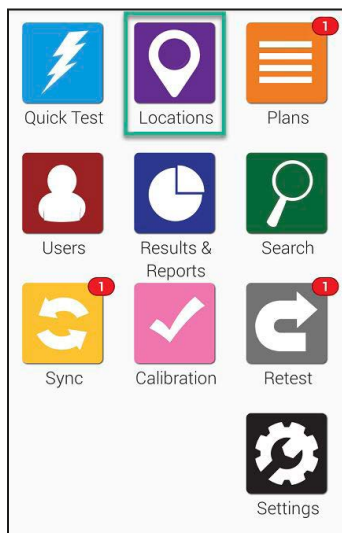 1
Quick Test
Locations
Plans
Users
Results &
Reports
Search
1
1
Sync
Calibration
Retest
Settings